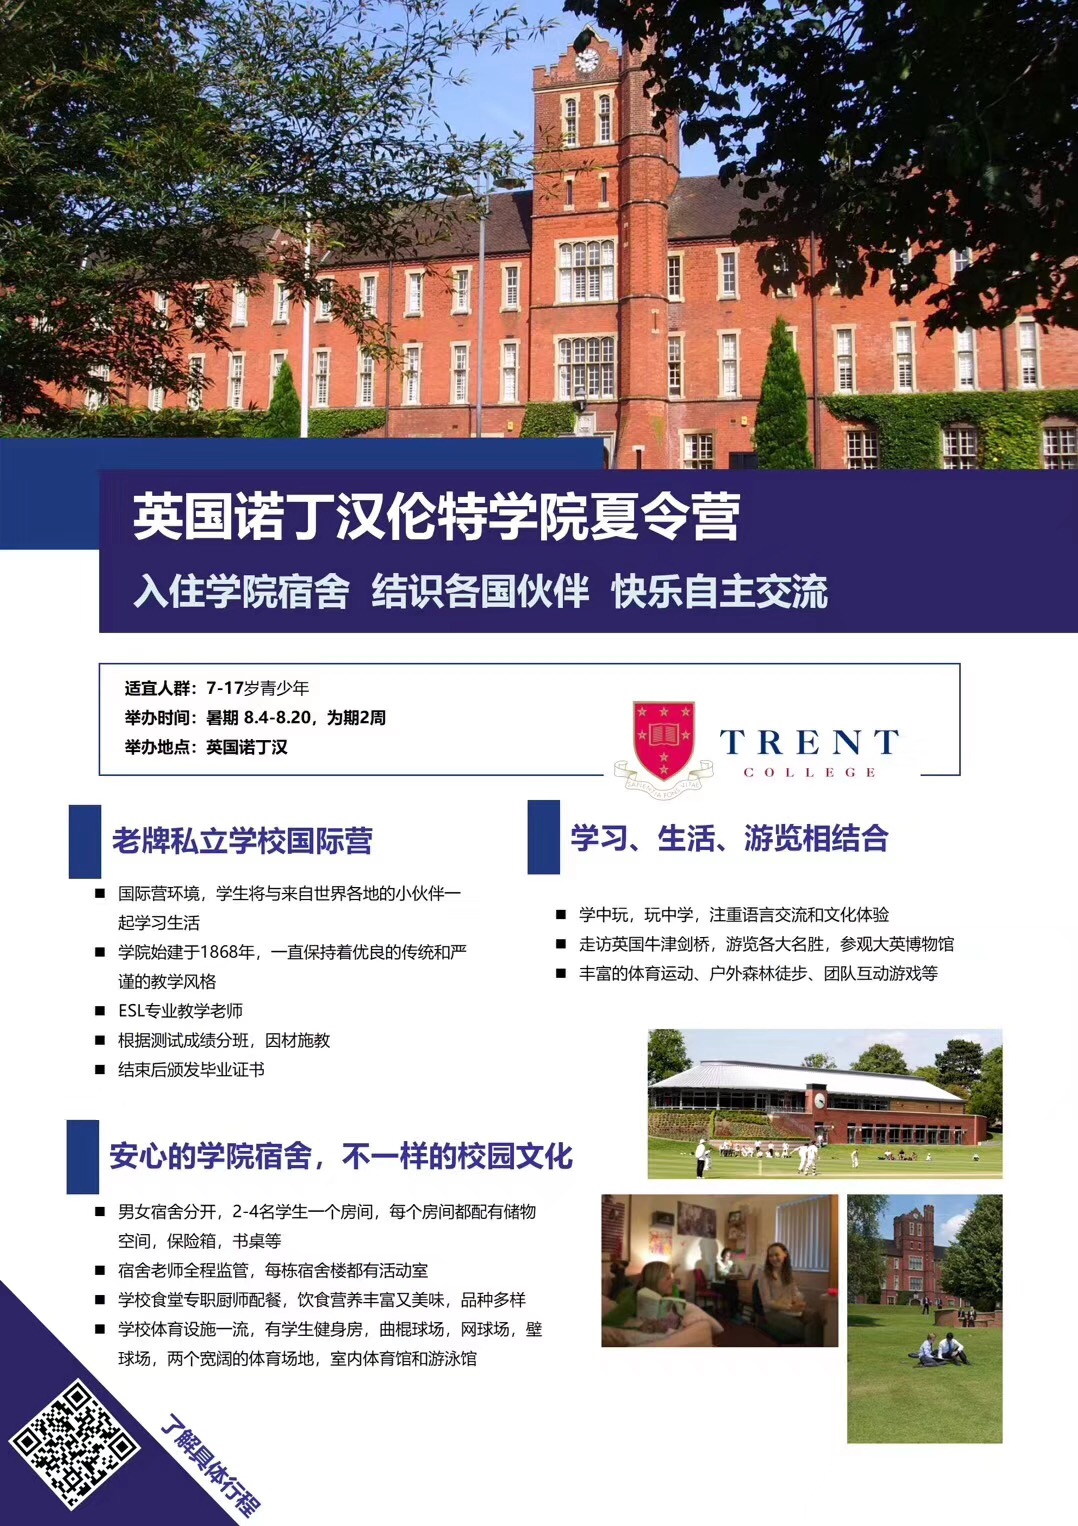 英国诺丁汉伦特学院夏令营
入住学院宿舍 结识各国伙伴 快乐自主交流
适宜人群：7-17岁青少年
举办时间：暑期 8.4-8.20，为期2周
举办地点：英国诺丁汉
TRENT
COLLEGE
老牌私立学校国际营
■ 国际营环境，学生将与来自世界各地的小伙伴一
起学习生活
■ 学院始建于1868年，一直保持着优良的传统和严
谨的教学风格
■ ESL专业教学老师
■ 根据测试成绩分班，因材施教
■ 结束后颁发毕业证书
学习、生活、游览相结合
■ 学中玩，玩中学，注重语言交流和文化体验
■ 走访英国牛津剑桥，游览各大名胜，参观大英博物馆
■ 丰富的体育运动、户外森林徒步、团队互动游戏等
安心的学院宿舍，不一样的校园文化
■ 男女宿舍分开，2-4名学生一个房间，每个房间都配有储物
空间，保险箱，书桌等
■ 宿舍老师全程监管，每栋宿舍楼都有活动室
■ 学校食堂专职厨师配餐，饮食营养丰富又美味，品种多样
■ 学校体育设施一流，有学生健身房，曲棍球场，网球场，壁
球场，两个宽阔的体育场地，室内体育馆和游泳馆
了解具体行程